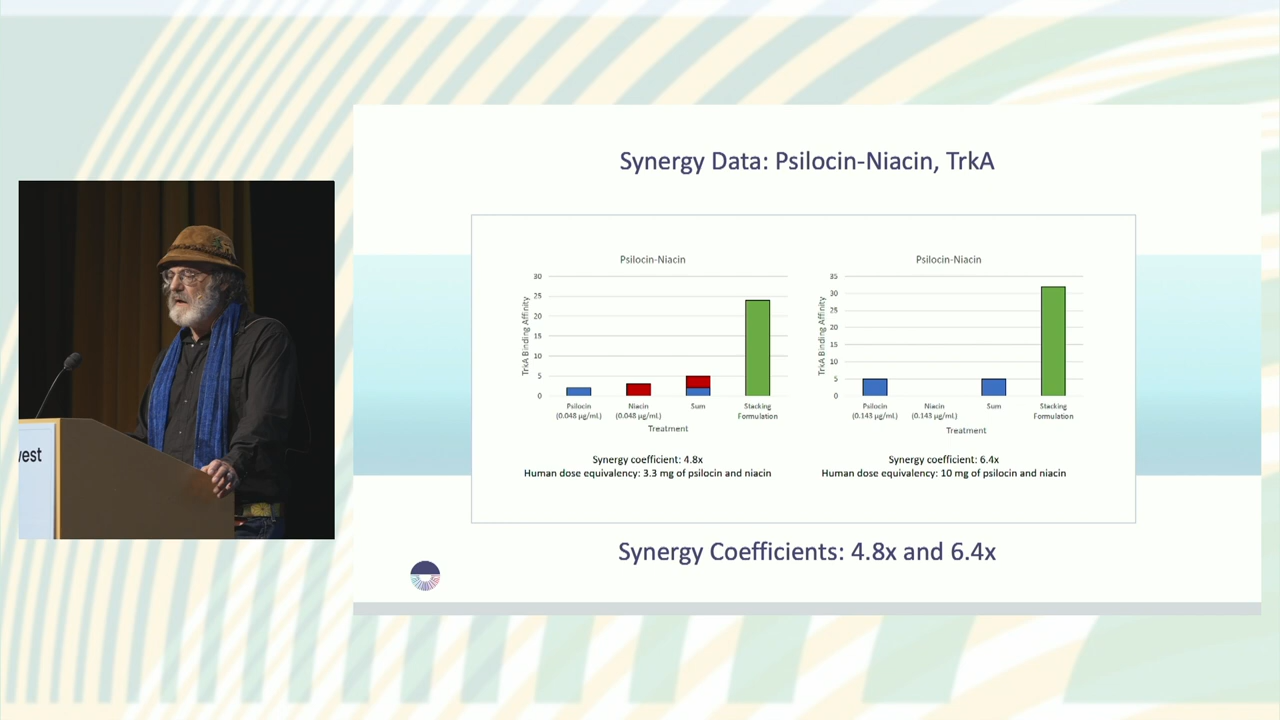 Synergy Data: Psilocin-Niacin, TrkA
Psilocin-Niacin
TrkA Binding Affinity
30
25
20
15
10
5
0
Psilocin
(0.048 µg/mL)
Niacin
(0.048 µg/mL)
Sum
Stacking
Formulation
Treatment
Synergy coefficient: 4.8x
Human dose equivalency: 3.3 mg of psilocin and niacin
Psilocin-Niacin
TrkA Binding Affinity
35
30
25
20
15
10
5
0
Psilocin
(0.143 µg/mL)
Niacin
(0.143 µg/mL)
Sum
Stacking
Formulation
Treatment
Synergy coefficient: 6.4x
Human dose equivalency: 10 mg of psilocin and niacin
Synergy Coefficients: 4.8x and 6.4x
west